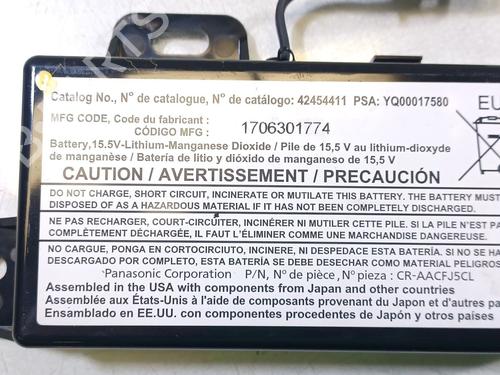 Catalog No., Nº de catalogue, Nº de catálogo: 42454411 PSA: YQ00017580
EU
MFG CODE, Code du fabricant :
CÓDIGO MFG : 1706301774
Battery,15.5V-Lithium-Manganese Dioxide / Pile de 15,5 V au lithium-dioxyde
de manganèse / Batería de litio y dióxido de manganeso de 15,5 V
CAUTION / AVERTISSEMENT / PRECAUCIÓN
DO NOT CHARGE, SHORT CIRCUIT, INCINERATE OR MUTILATE THIS BATTERY. THE BATTERY MUST
DISPOSED OF AS A HAZARDOUS MATERIAL IF IT HAS NOT BEEN COMPLETELY DISCHARGED.
NE PAS RECHARGER, COURT-CIRCUITER, INCINÉRER NI MUTILER CETTE PILE. SI LA PILE N'EST
COMPLÈTEMENT DÉCHARGÉE, IL FAUT L'ÉLIMINER COMME UNE MATIÈRE DANGEREUSE.
NO CARGUE, PONGA EN CORTOCIRCUITO, INCINERE, NI DESPEDACE ESTA BATERÍA. SI
DESCARGADO POR COMPLETO, ESTA BATERÍA SE DEBE DESECHAR COMO MATERIAL PELIGROSO.
Panasonic Corporation P/N, Nº de pièce, Nº pieza : CR-AACFJ5CL
Assembled in the USA with components from Japan and other countries
Assemblée aux États-Unis avec des composants provenant du Japon et d'autres pa
Ensamblado en EE.UU. con componentes procedentes de Japón y otros países